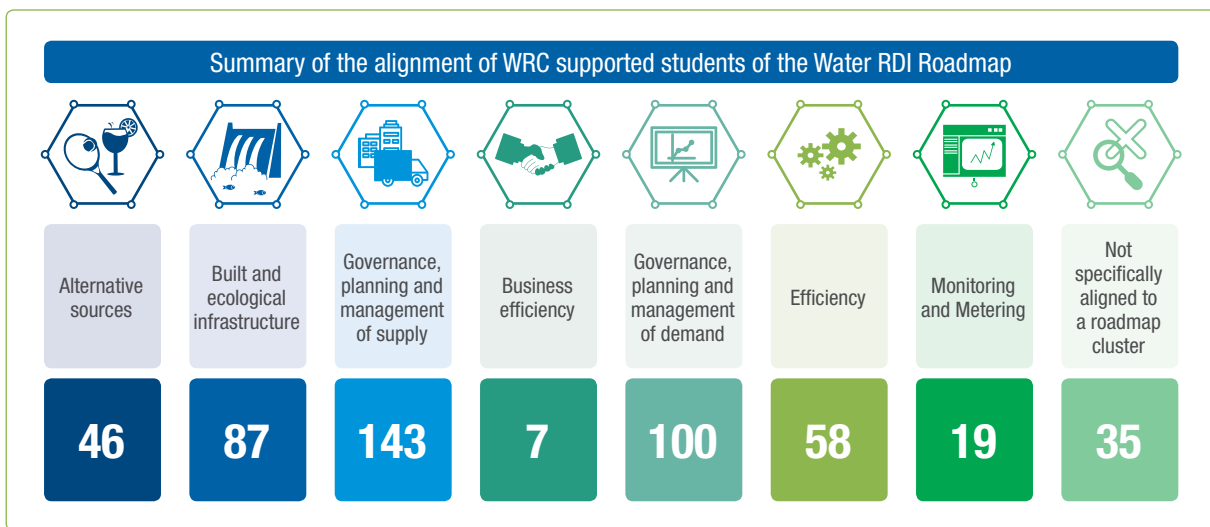 Summary of the alignment of WRC supported students of the Water RDI Roadmap
Alternative
sources
Built and
ecological
infrastructure
Governance,
planning and
management
of supply
Business
efficiency
Governance,
planning and
management
of demand
Efficiency
Monitoring
and Metering
Not
specifically
aligned to
a roadmap
cluster
46
87
143
7
100
58
19
35